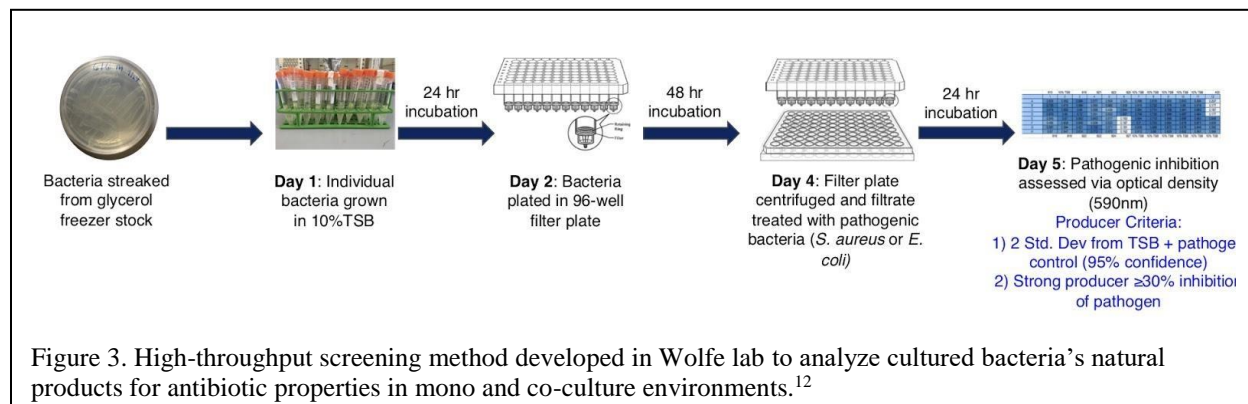 24 hr
incubation
48 hr
incubation
24 hr
incubation
Bacteria streaked
from glycerol
freezer stock
Day 1: Individual
bacteria grown
in 10%TSB
Day 2: Bacteria
plated in 96-well
filter plate
Day 4: Filter plate
centrifuged and filtrate
treated with pathogenic
bacteria (S. aureus or E.
coli)
Day 5: Pathogenic inhibition
assessed via optical density
(590nm)
Producer Criteria:
1) 2 Std. Dev from TSB + pathoge
control (95% confidence)
2) Strong producer ≥30% inhibition
of pathogen
Figure 3. High-throughput screening method developed in Wolfe lab to analyze cultured bacteria’s natural
products for antibiotic properties in mono and co-culture environments.12